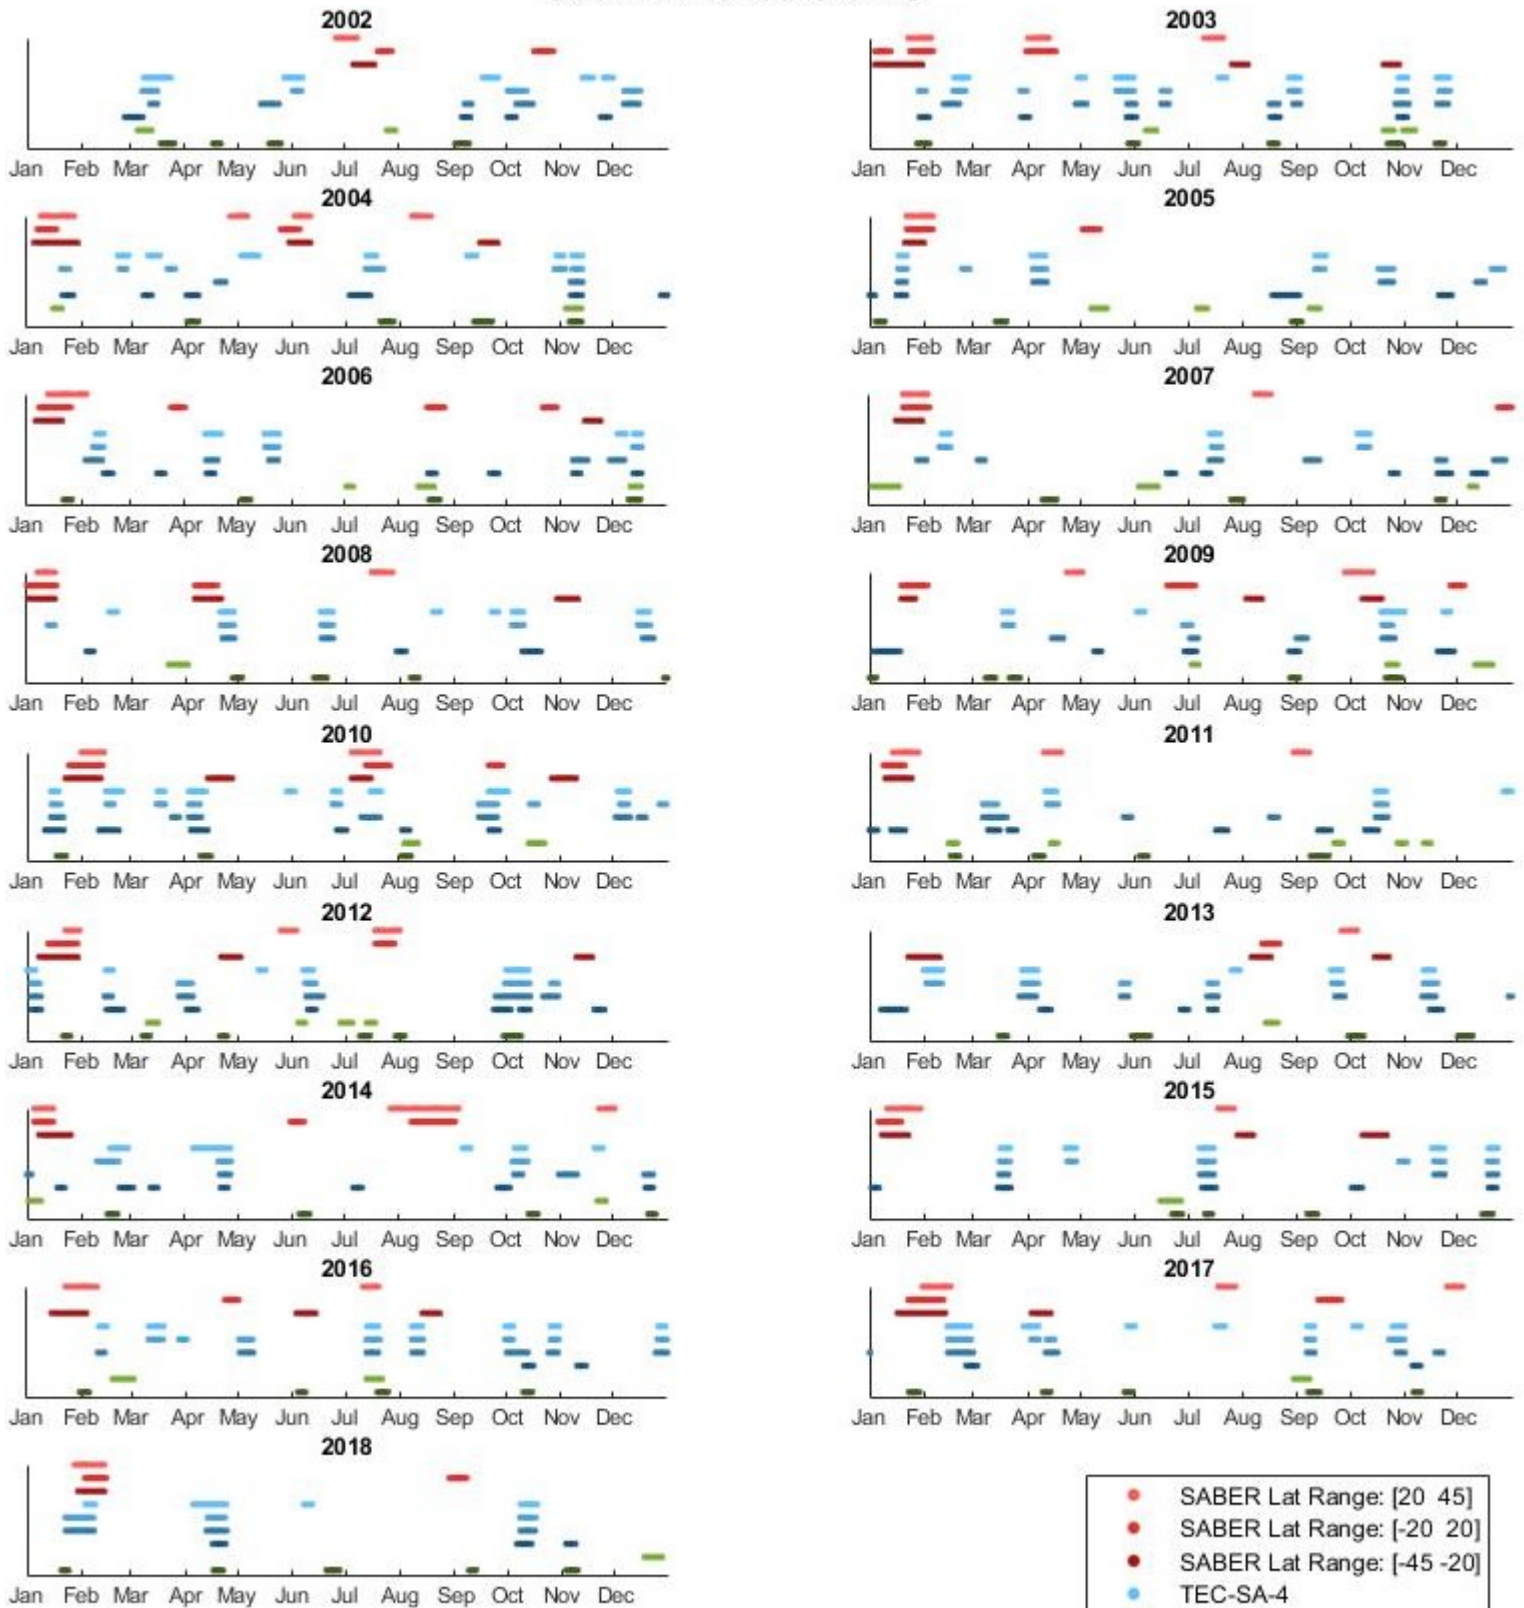 2002 2003
Jan Feb Mar Apr May Jun Jul Aug Sep Oct Nov Dec Jan Feb Mar Apr May Jun Jul Aug Sep Oct Nov Dec
2004 2005
Jan Feb Mar Apr May Jun Jul Aug Sep Oct Nov Dec Jan Feb Mar Apr May Jun Jul Aug Sep Oct Nov Dec
2006 2007
Jan Feb Mar Apr May Jun Jul Aug Sep Oct Nov Dec Jan Feb Mar Apr May Jun Jul Aug Sep Oct Nov Dec
2008 2009
Jan Feb Mar Apr May Jun Jul Aug Sep Oct Nov Dec Jan Feb Mar Apr May Jun Jul Aug Sep Oct Nov Dec
2010 2011
Jan Feb Mar Apr May Jun Jul Aug Sep Oct Nov Dec Jan Feb Mar Apr May Jun Jul Aug Sep Oct Nov Dec
2012 2013
Jan Feb Mar Apr May Jun Jul Aug Sep Oct Nov Dec Jan Feb Mar Apr May Jun Jul Aug Sep Oct Nov Dec
2014 2015
Jan Feb Mar Apr May Jun Jul Aug Sep Oct Nov Dec Jan Feb Mar Apr May Jun Jul Aug Sep Oct Nov Dec
2016 2017
Jan Feb Mar Apr May Jun Jul Aug Sep Oct Nov Dec Jan Feb Mar Apr May Jun Jul Aug Sep Oct Nov Dec
2018
Jan Feb Mar Apr May Jun Jul Aug Sep Oct Nov Dec
SABER Lat Range: [20 45]
SABER Lat Range: [-20 20]
SABER Lat Range: [-45 -20]
TEC-SA-4